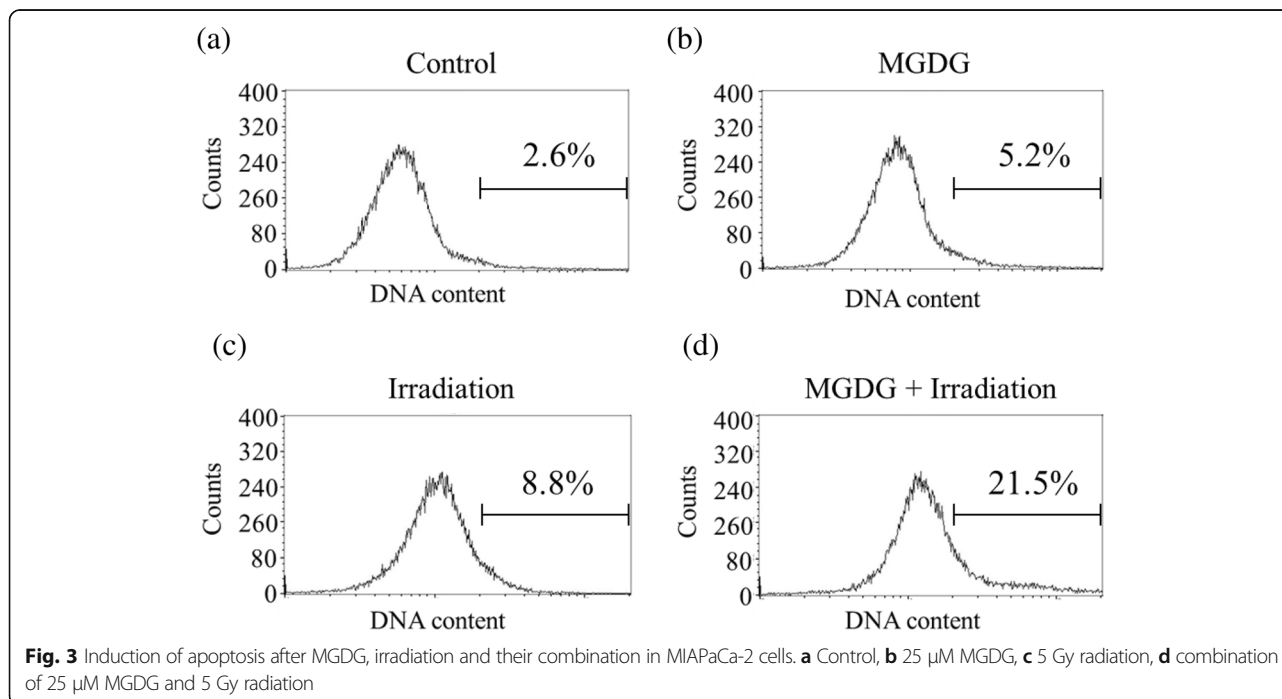 (a)
Control
400
320
240
260
80
0
Counts
2.6%
DNA content
(b)
MGDG
400
320
240
260
80
0
Counts
5.2%
DNA content
(c)
Irradiation
400
320
240
260
80
0
Counts
8.8%
DNA content
(d)
MGDG + Irradiation
400
320
240
260
80
0
Counts
21.5%
DNA content
Fig. 3 Induction of apoptosis after MGDG, irradiation and their combination in MIAPaCa-2 cells. a Control, b 25 μM MGDG, c 5 Gy radiation, d combination
of 25 μM MGDG and 5 Gy radiation